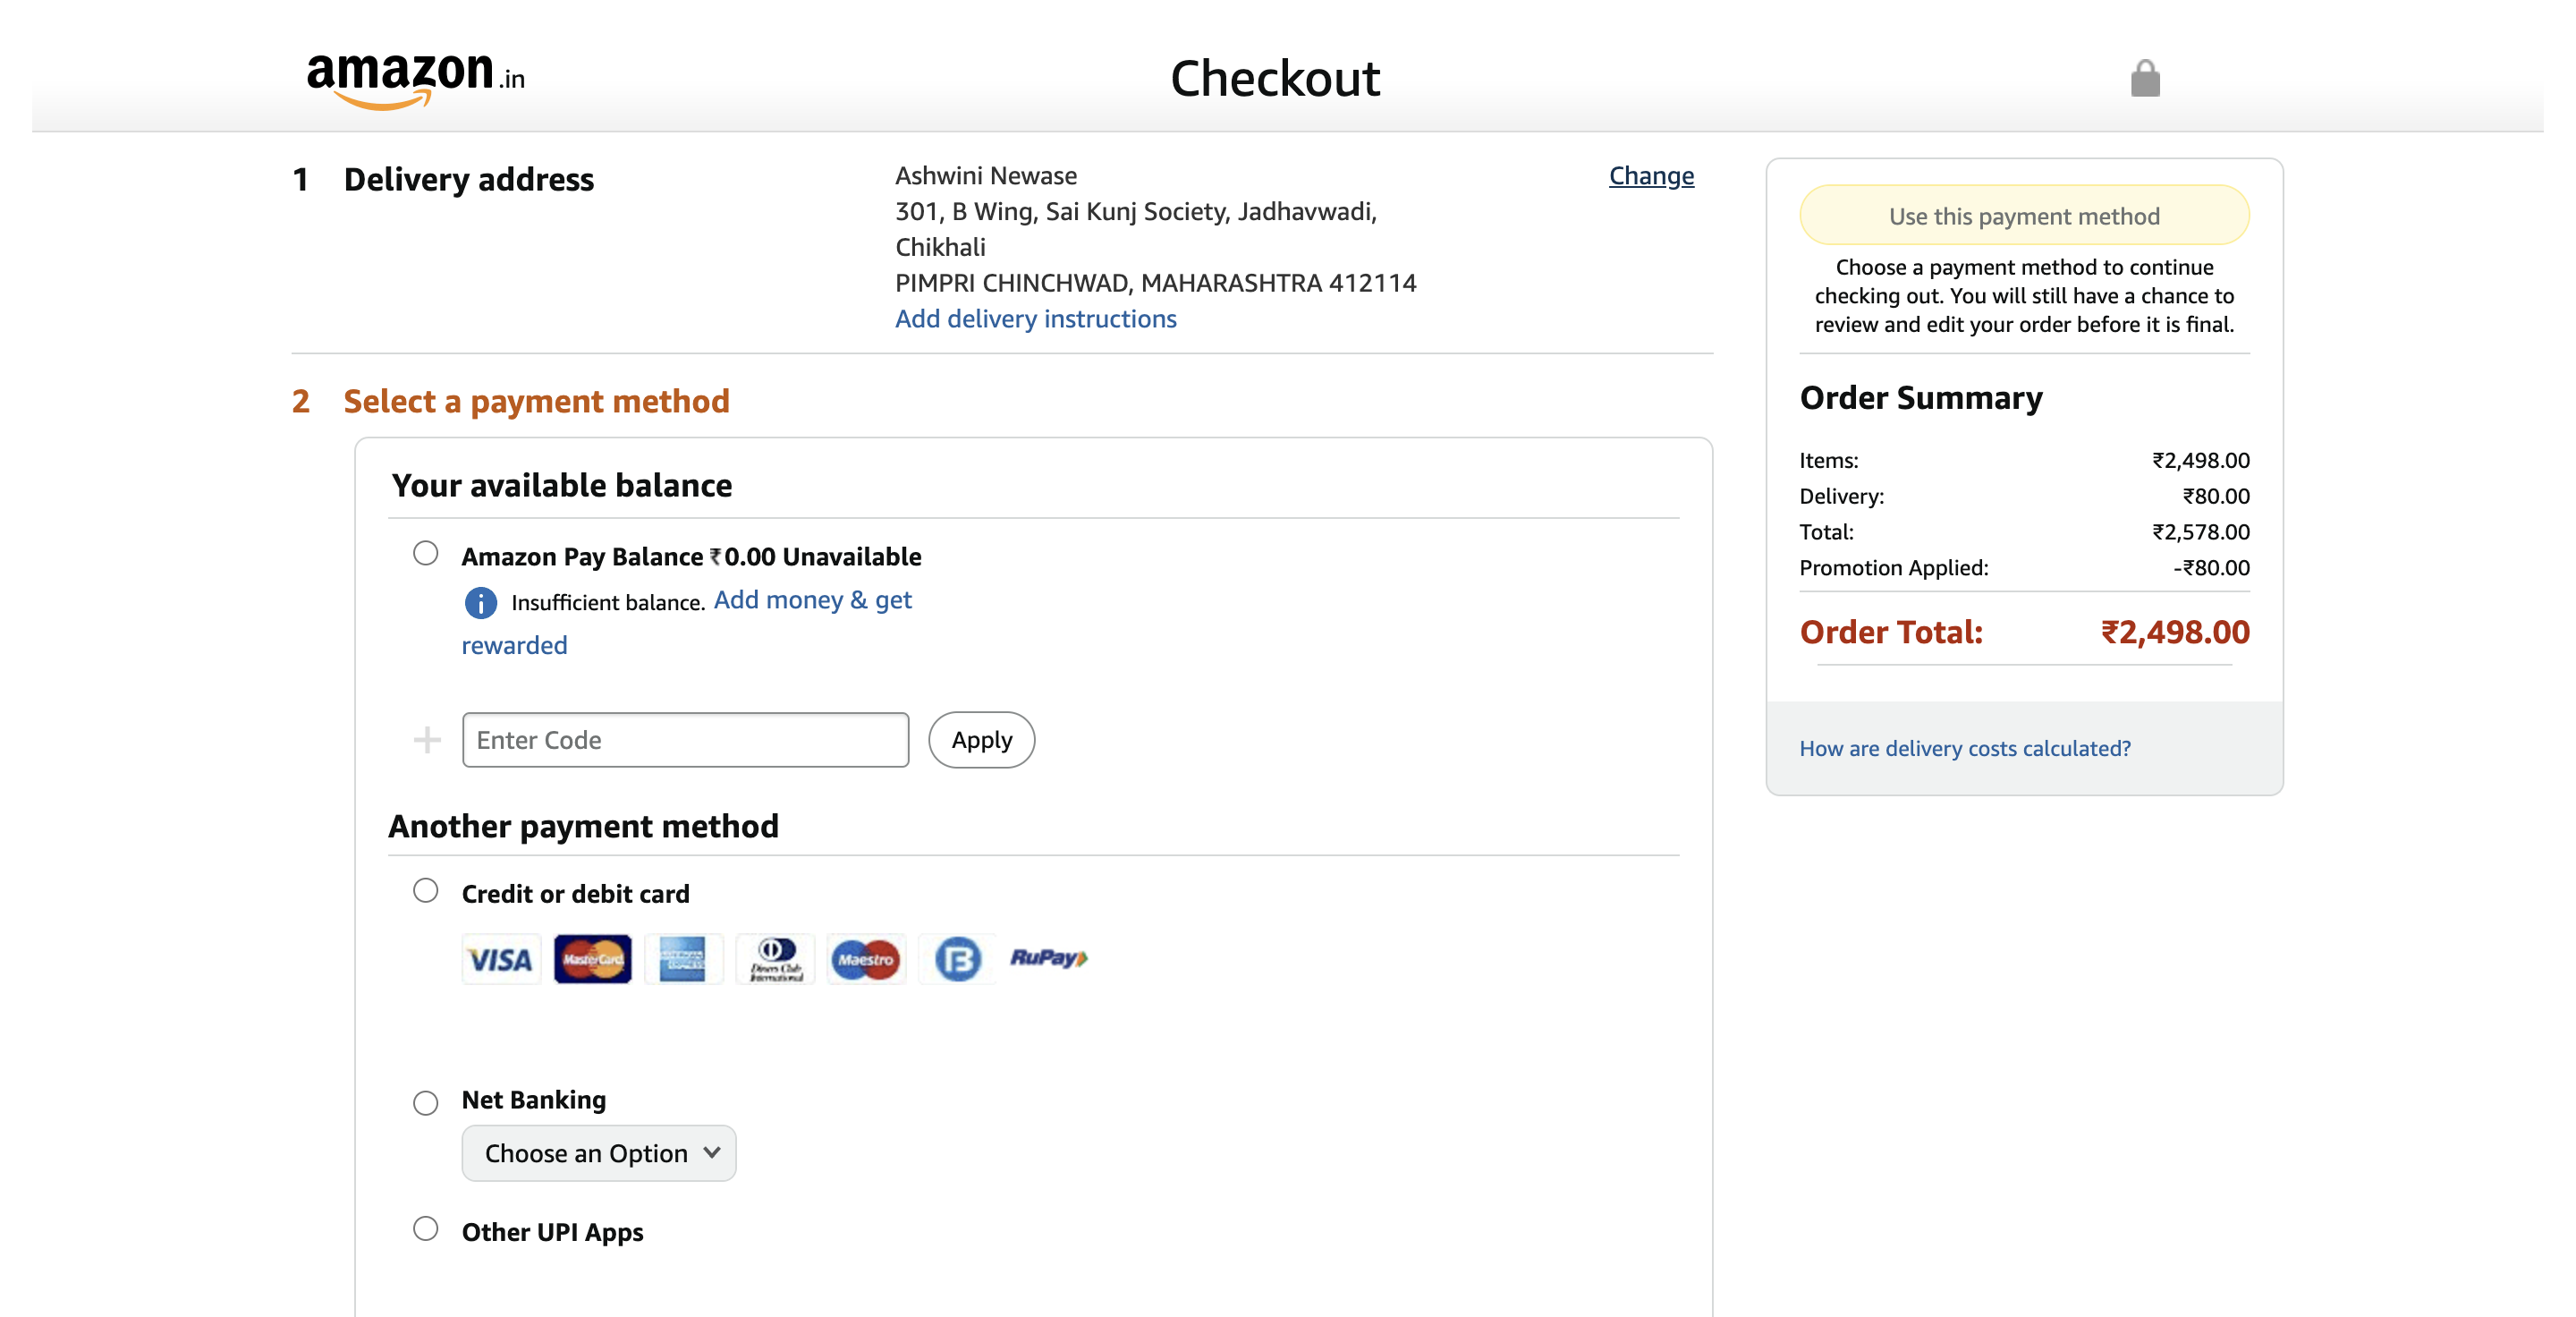 amazon.in
Checkout
1 Delivery address
Ashwini Newase
301, B Wing, Sai Kunj Society, Jadhavwadi,
Chikhali
PIMPRI CHINCHWAD, MAHARASHTRA 412114
Add delivery instructions
Change
2 Select a payment method
Your available balance
Amazon Pay Balance ₹0.00 Unavailable
Insufficient balance. Add money & get
rewarded
Enter Code
Apply
Another payment method
Credit or debit card
VISA MasterCard AMERICAN EXPRESS Diners Club International Maestro RuPay
Net Banking
Choose an Option
Other UPI Apps
Use this payment method
Choose a payment method to continue
checking out. You will still have a chance to
review and edit your order before it is final.
Order Summary
Items: ₹2,498.00
Delivery: ₹80.00
Total: ₹2,578.00
Promotion Applied: -₹80.00
Order Total: ₹2,498.00
How are delivery costs calculated?